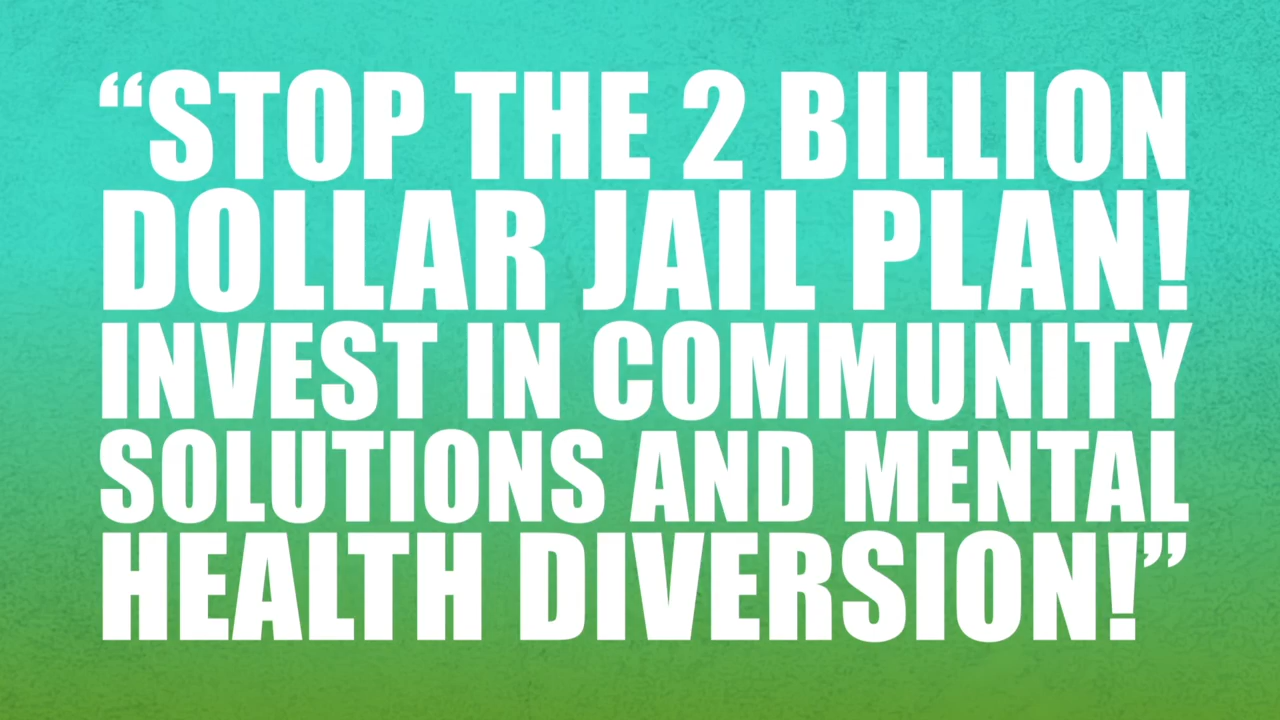 “STOP THE 2 BILLION
DOLLAR JAIL PLAN!
INVEST IN COMMUNITY
SOLUTIONS AND MENTAL
HEALTH DIVERSION!”